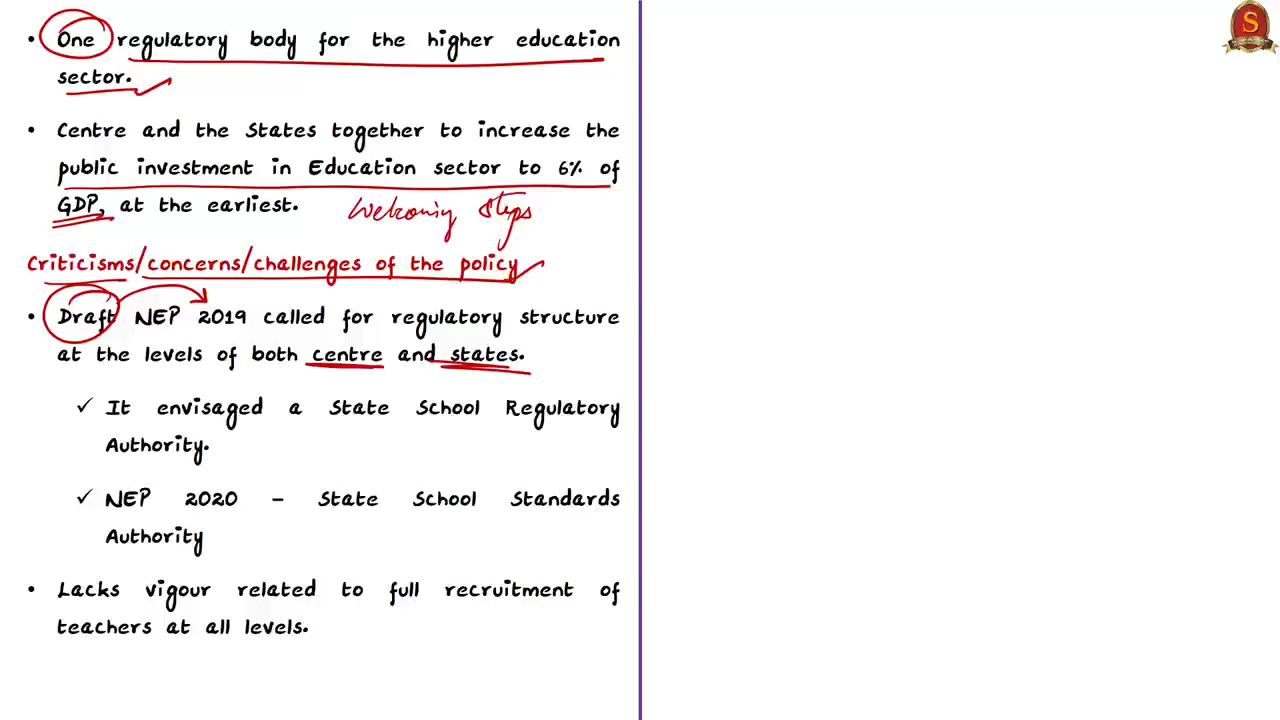 • One regulatory body for the higher education
sector.
• Centre and the States together to increase the
public investment in Education sector to 6% of
GDP, at the earliest.
Welcoming Steps
Criticisms/concerns/challenges of the policy
• Draft NEP 2019 called for regulatory structure
at the levels of both centre and states.
✓ It envisaged a State School Regulatory
Authority.
✓ NEP 2020 - State School Standards
Authority
• Lacks vigour related to full recruitment of
teachers at all levels.
S